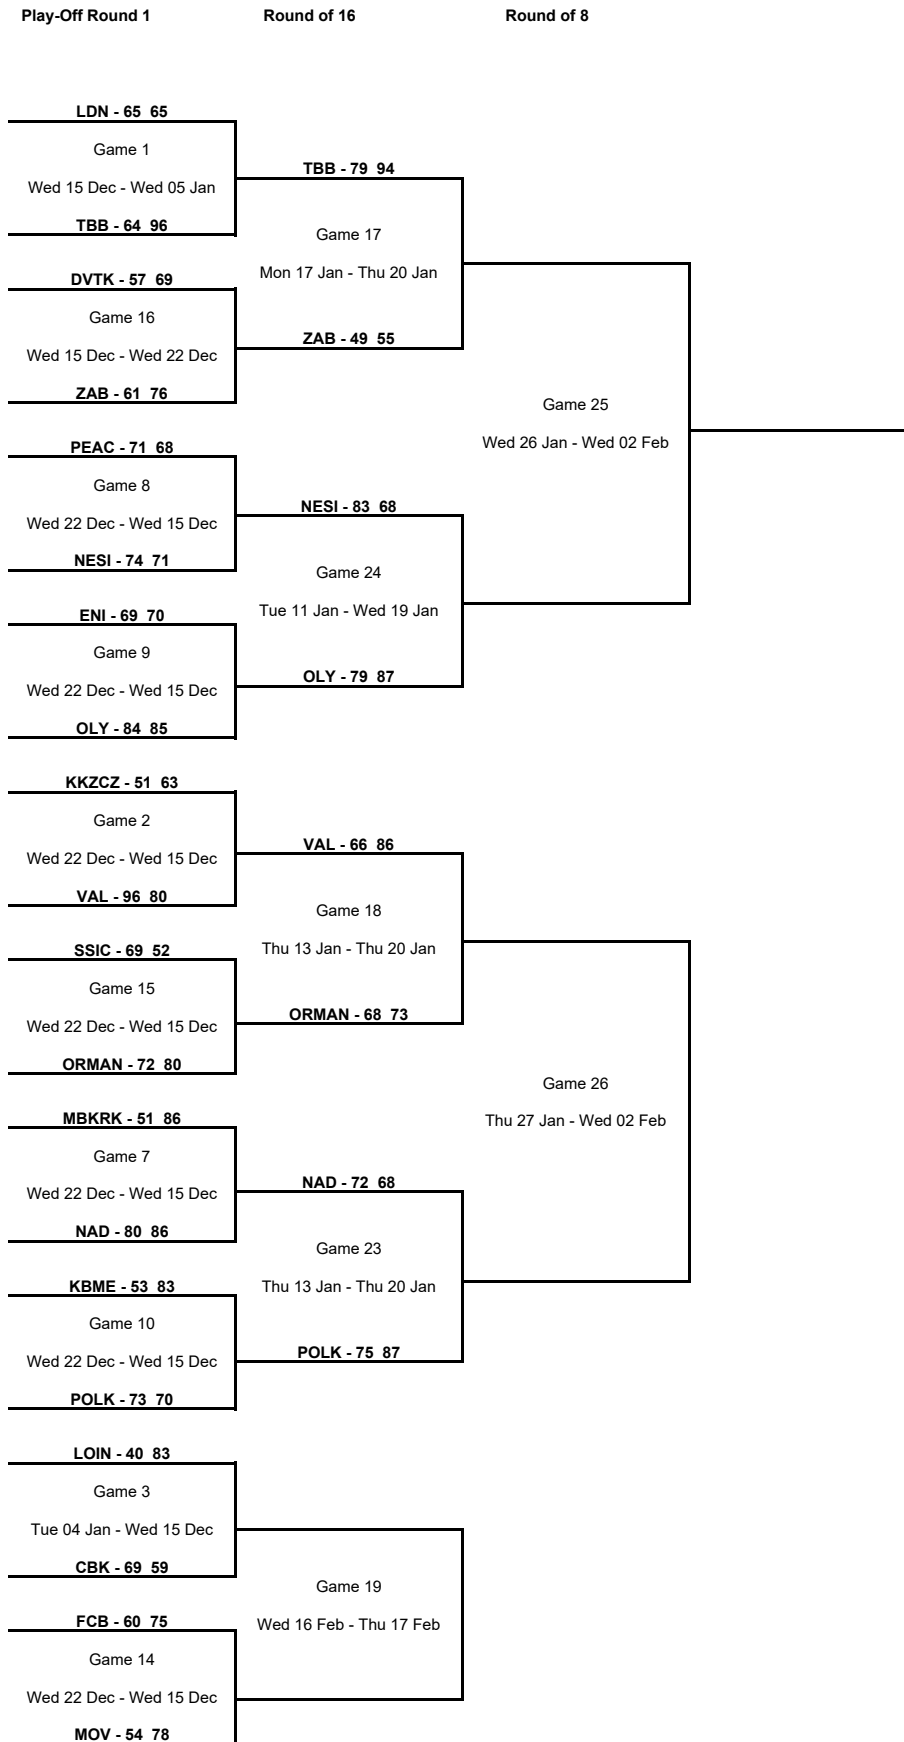 Play-Off Round 1
Round of 16
Round of 8
LDN - 65 65
Game 1
Wed 15 Dec - Wed 05 Jan
TBB - 64 96
DVTK - 57 69
Game 16
Wed 15 Dec - Wed 22 Dec
ZAB - 61 76
PEAC - 71 68
Game 8
Wed 22 Dec - Wed 15 Dec
NESI - 74 71
ENI - 69 70
Game 9
Wed 22 Dec - Wed 15 Dec
OLY - 84 85
KKZCZ - 51 63
Game 2
Wed 22 Dec - Wed 15 Dec
VAL - 96 80
SSIC - 69 52
Game 15
Wed 22 Dec - Wed 15 Dec
ORMAN - 72 80
MBKRK - 51 86
Game 7
Wed 22 Dec - Wed 15 Dec
NAD - 80 86
KBME - 53 83
Game 10
Wed 22 Dec - Wed 15 Dec
POLK - 73 70
LOIN - 40 83
Game 3
Tue 04 Jan - Wed 15 Dec
CBK - 69 59
FCB - 60 75
Game 14
Wed 22 Dec - Wed 15 Dec
MOV - 54 78
TBB - 79 94
Game 17
Mon 17 Jan - Thu 20 Jan
ZAB - 49 55
NESI - 83 68
Game 24
Tue 11 Jan - Wed 19 Jan
OLY - 79 87
VAL - 66 86
Game 18
Thu 13 Jan - Thu 20 Jan
ORMAN - 68 73
NAD - 72 68
Game 23
Thu 13 Jan - Thu 20 Jan
POLK - 75 87
Game 19
Wed 16 Feb - Thu 17 Feb
Game 25
Wed 26 Jan - Wed 02 Feb
Game 26
Thu 27 Jan - Wed 02 Feb